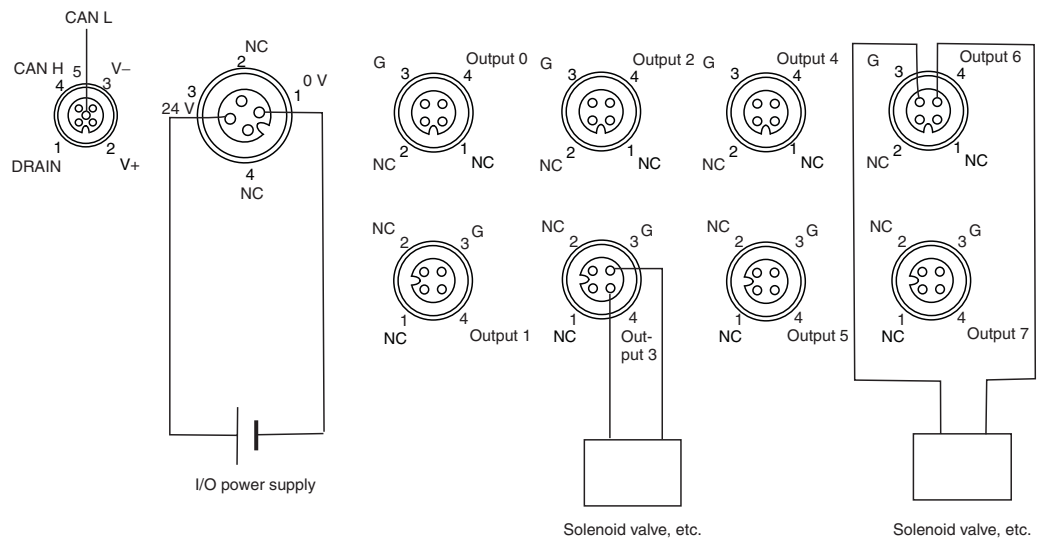 CAN L
CAN H
5
V–
4
3
1
2
DRAIN
V+
NC
2
3
1
0 V
24 V
4
NC
G
3
4
Output 0
NC
2
1
NC
G
3
4
Output 2
NC
2
1
NC
G
3
4
Output 4
NC
2
1
NC
G
3
4
Output 6
NC
2
1
NC
NC
2
3
G
1
NC
4
Output 1
NC
2
3
G
1
NC
4
Out-
put 3
NC
2
3
G
1
NC
4
Output 5
NC
2
3
G
1
NC
4
Output 7
I/O power supply
Solenoid valve, etc.
Solenoid valve, etc.